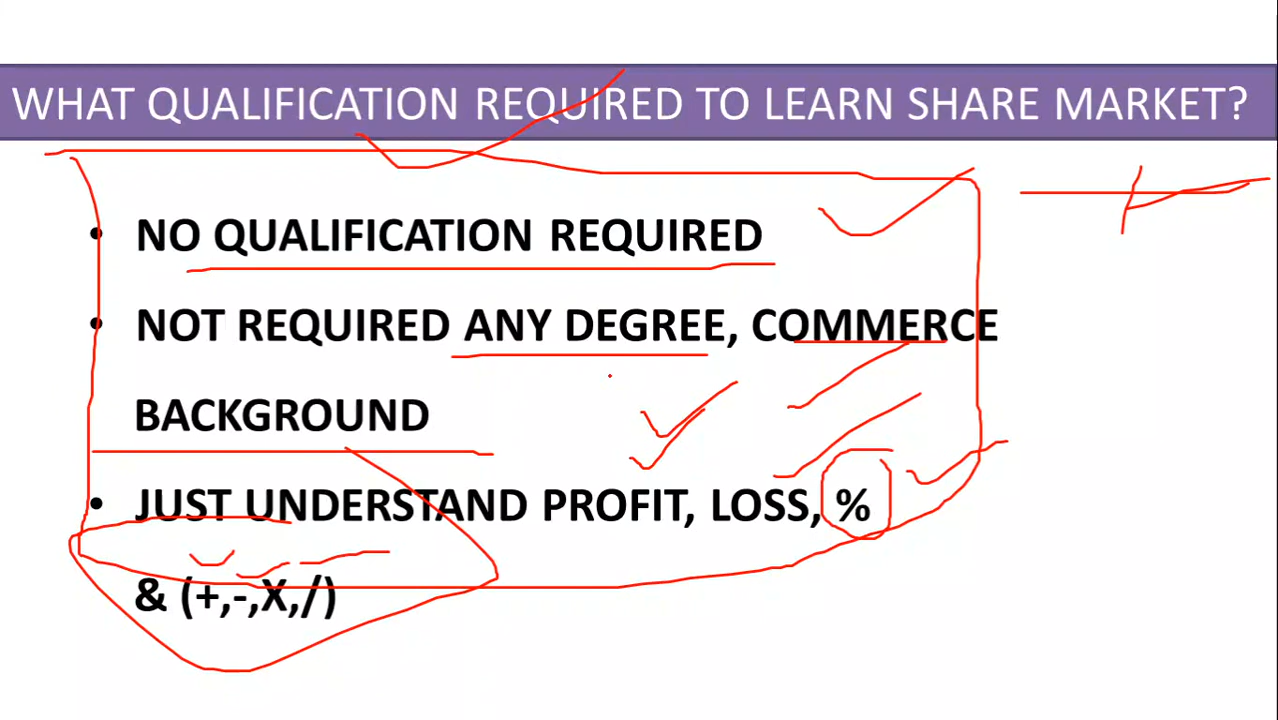 WHAT QUALIFICATION REQUIRED TO LEARN SHARE MARKET?
• NO QUALIFICATION REQUIRED
• NOT REQUIRED ANY DEGREE, COMMERCE
BACKGROUND
• JUST UNDERSTAND PROFIT, LOSS, %
& (+,-,X,/)